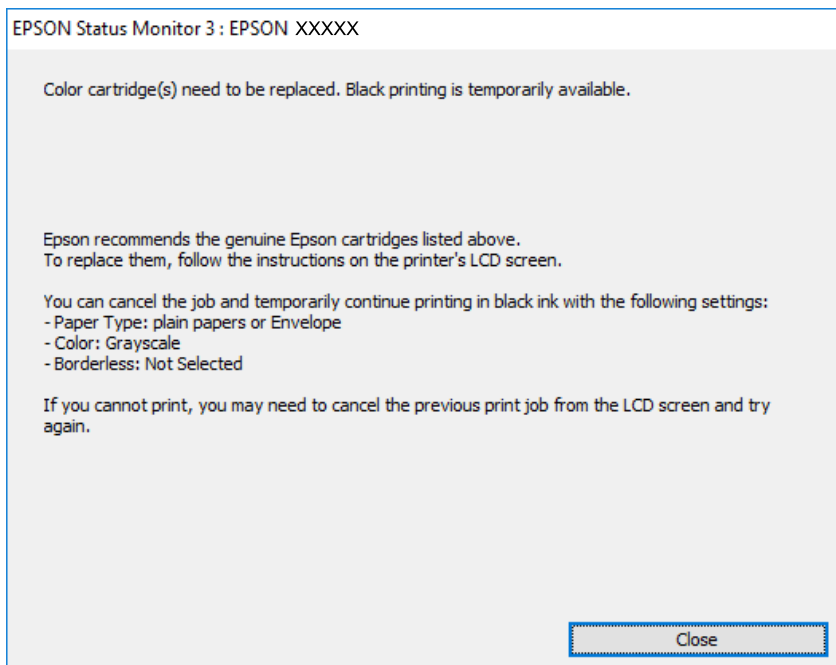 EPSON Status Monitor 3 : EPSON XXXXX
Color cartridge(s) need to be replaced. Black printing is temporarily available.
Epson recommends the genuine Epson cartridges listed above.
To replace them, follow the instructions on the printer's LCD screen.
You can cancel the job and temporarily continue printing in black ink with the following settings:
- Paper Type: plain papers or Envelope
- Color: Grayscale
- Borderless: Not Selected
If you cannot print, you may need to cancel the previous print job from the LCD screen and try
again.
Close